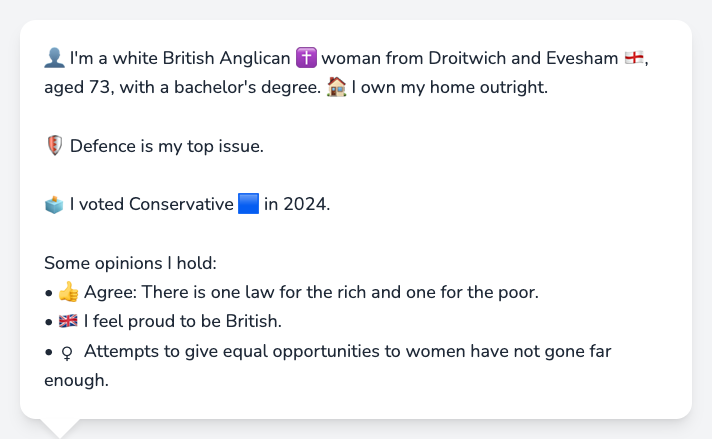 👤 I'm a white British Anglican ✝️ woman from Droitwich and Evesham 🏴󠁧󠁢󠁥󠁮󠁧󠁿,
aged 73, with a bachelor's degree. 🏠 I own my home outright.
🛡️ Defence is my top issue.
🗳️ I voted Conservative 🟦 in 2024.
Some opinions I hold:
• 👍 Agree: There is one law for the rich and one for the poor.
• 🇬🇧 I feel proud to be British.
• ♀ Attempts to give equal opportunities to women have not gone far
enough.